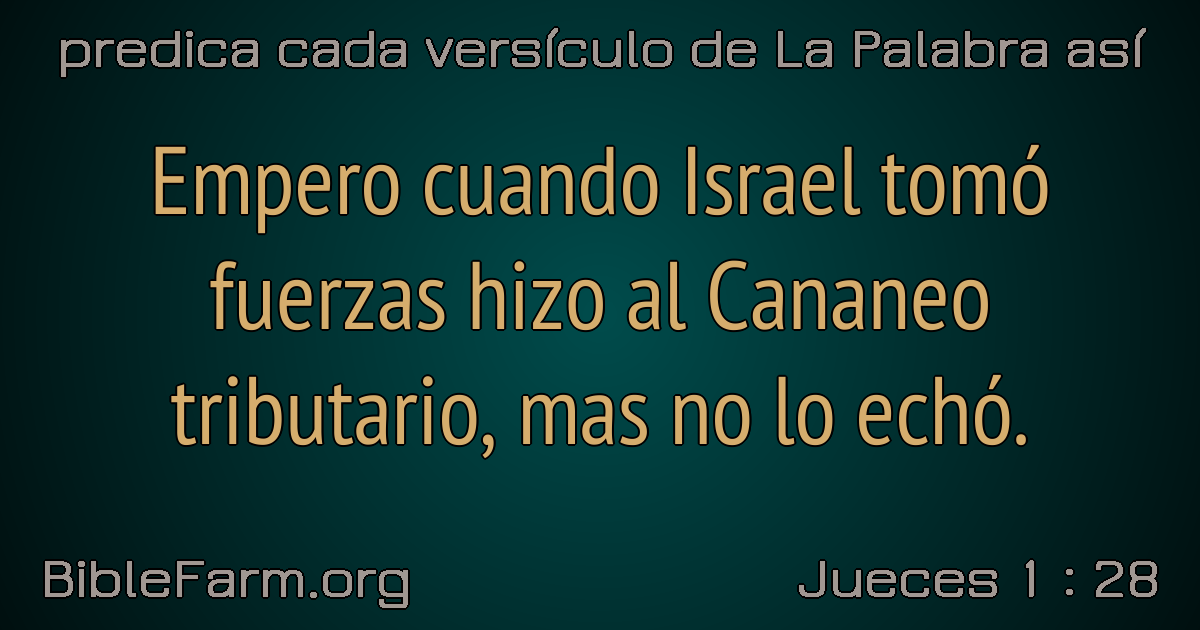 predica cada versículo de La Palabra así
Empero cuando Israel tomó
fuerzas hizo al Cananeo
tributario, mas no lo echó.
BibleFarm.org
Jueces 1 : 28